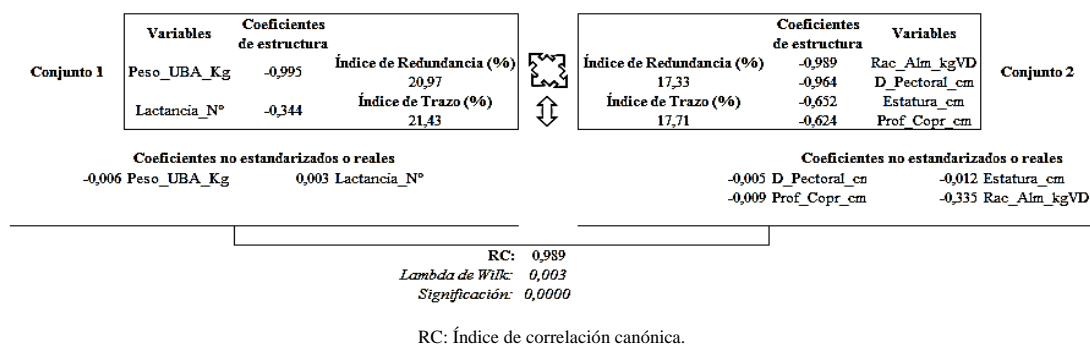 Variables Coeficientes de estructura
Conjunto 1
Peso_UBA_Kg -0,995
Lactancia_N° -0,344
Índice de Redundancia (%)
20,97
Índice de Trazo (%)
21,43
Índice de Redundancia (%)
17,33
Índice de Trazo (%)
17,71
Coeficientes de estructura Variables
-0,989 Rac_Alm_kgVD
-0,964 D_Pectoral_cm
-0,652 Estatura_cm
-0,624 Prof_Copr_cm
Conjunto 2
Coeficientes no estandarizados o reales
-0,006 Peso_UBA_Kg 0,003 Lactancia_N°
Coeficientes no estandarizados o reales
-0,005 D_Pectoral_cn -0,012 Estatura_cm
-0,009 Prof_Copr_cm -0,335 Rac_Alm_kgVD
RC: 0,989
Lambda de Wilk: 0,003
Significación: 0,0000
RC: Índice de correlación canónica.